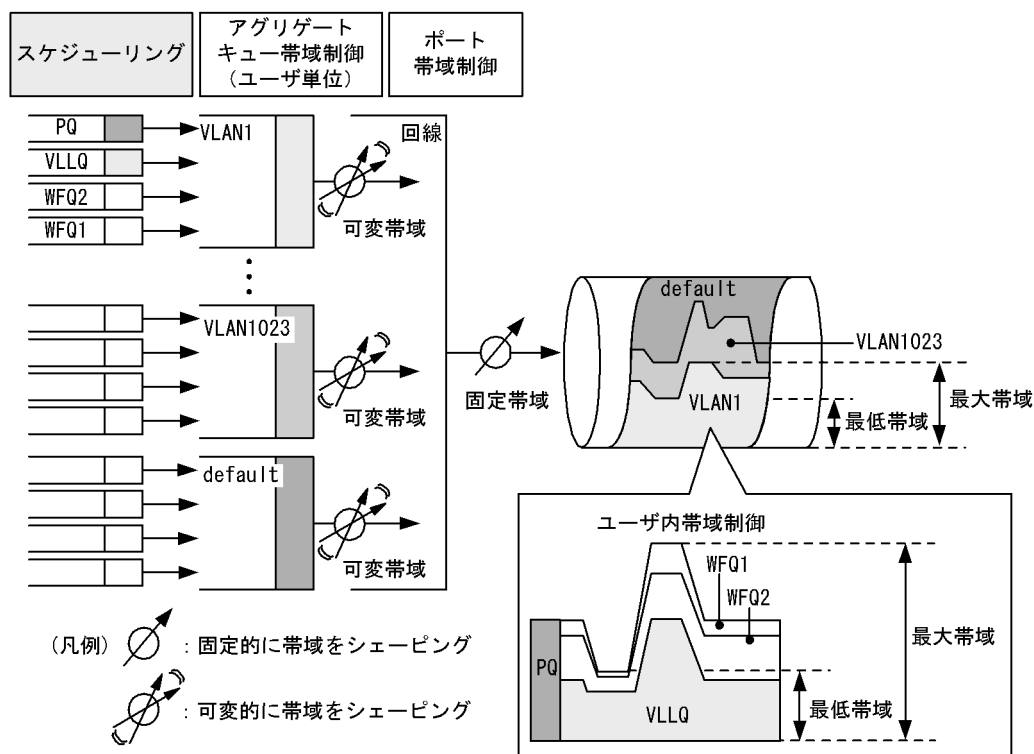 スケジューリング
アグリゲート
キュー帯域制御
(ユーザ単位)
ポート
帯域制御
PQ
VLLQ
WFQ2
WFQ1
VLAN1
可変帯域
回線
VLAN1023
可変帯域
default
可変帯域
固定帯域
default
VLAN1023
VLAN1
最低帯域
最大帯域
ユーザ内帯域制御
WFQ1
WFQ2
PQ
VLLQ
最低帯域
最大帯域
(凡例)
:固定的に帯域をシェーピング
:可変的に帯域をシェーピング